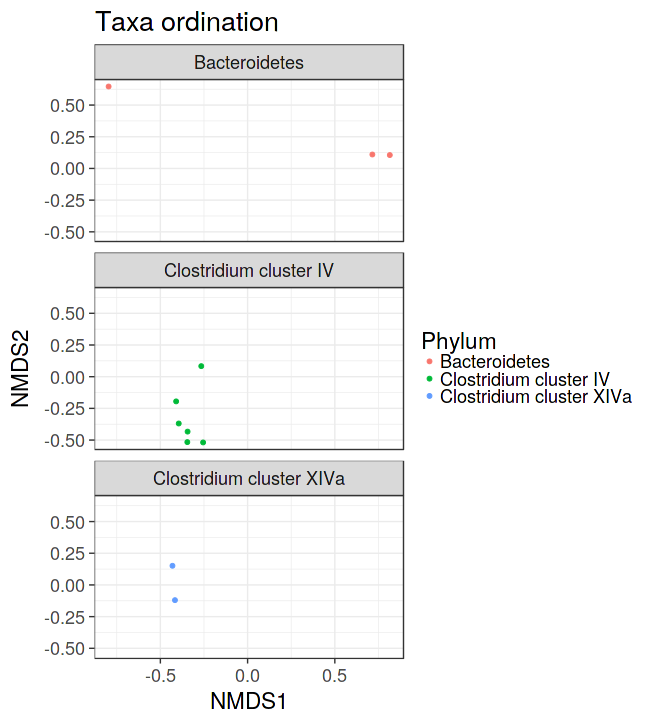 Taxa ordination
Bacteroidetes
0.50
0.25
0.00
-0.25
-0.50
Clostridium cluster IV
0.50
0.25
0.00
-0.25
-0.50
Clostridium cluster XIVa
0.50
0.25
0.00
-0.25
-0.50
-0.5 0.0 0.5
NMDS1
NMDS2
Phylum
Bacteroidetes
Clostridium cluster IV
Clostridium cluster XIVa